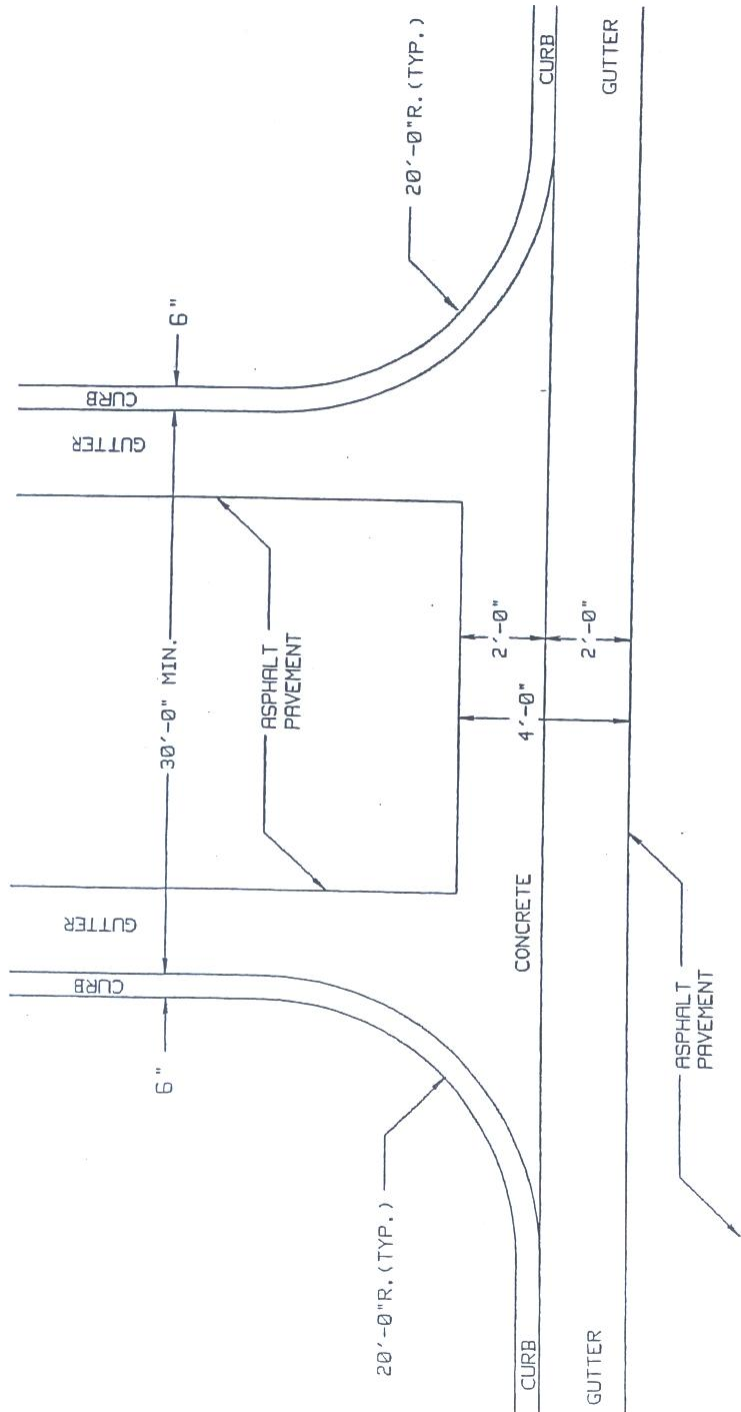 20'-0"R.(TYP.)
CURB
GUTTER
6"
CURB
GUTTER
30'-0" MIN.
ASPHALT
PAVEMENT
2'-0"
2'-0"
4'-0"
GUTTER
CURB
6"
CONCRETE
ASPHALT
PAVEMENT
20'-0"R.(TYP.)
CURB
GUTTER